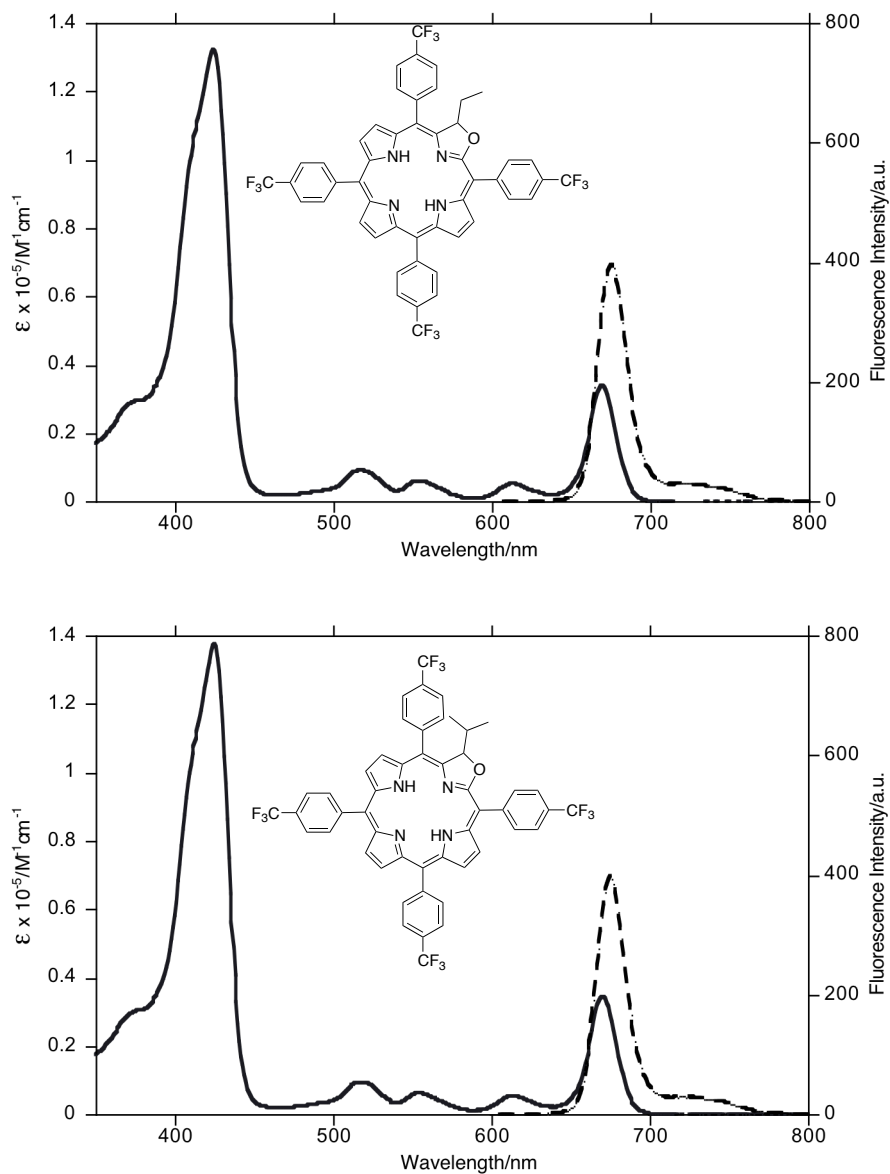 1.4
1.2
1
0.8
0.6
0.4
0.2
0
800
600
400
200
0
ε x 10⁻⁵/M⁻¹cm⁻¹
Fluorescence Intensity/a.u.
CF₃
O
NH
N
F₃C
CF₃
N
HN
CF₃
400
500
600
700
800
Wavelength/nm
1.4
1.2
1
0.8
0.6
0.4
0.2
0
800
600
400
200
0
ε x 10⁻⁵/M⁻¹cm⁻¹
Fluorescence Intensity/a.u.
CF₃
O
NH
N
F₃C
CF₃
N
HN
CF₃
400
500
600
700
800
Wavelength/nm